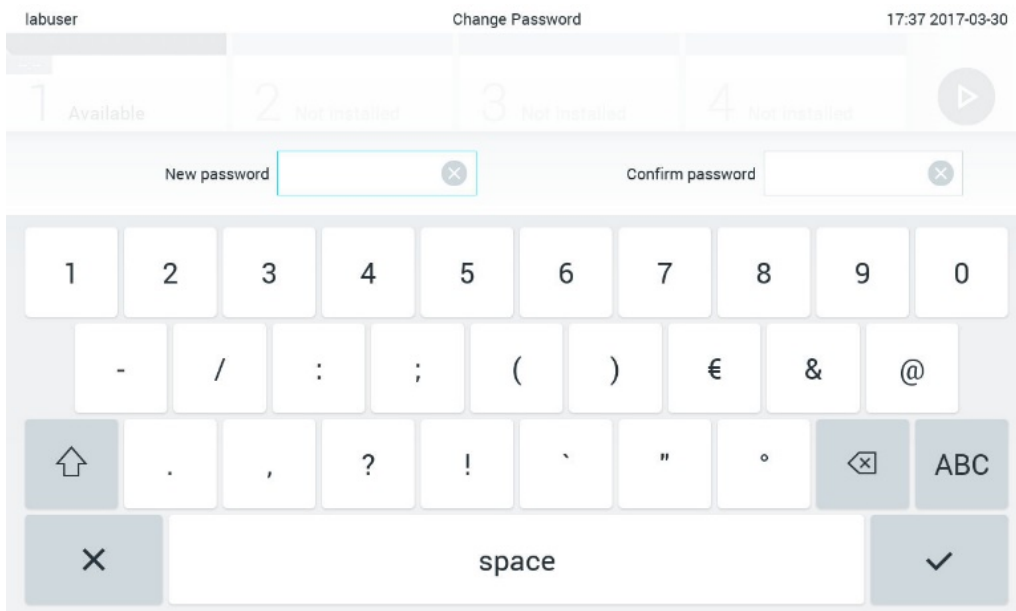 labuser Change Password 17:37 2017-03-30
1 Available 2 Not installed 3 Not installed 4 Not installed
New password Confirm password
1 2 3 4 5 6 7 8 9 0
- / : ; ( ) € & @
. , ? ! ` " ° ABC
space